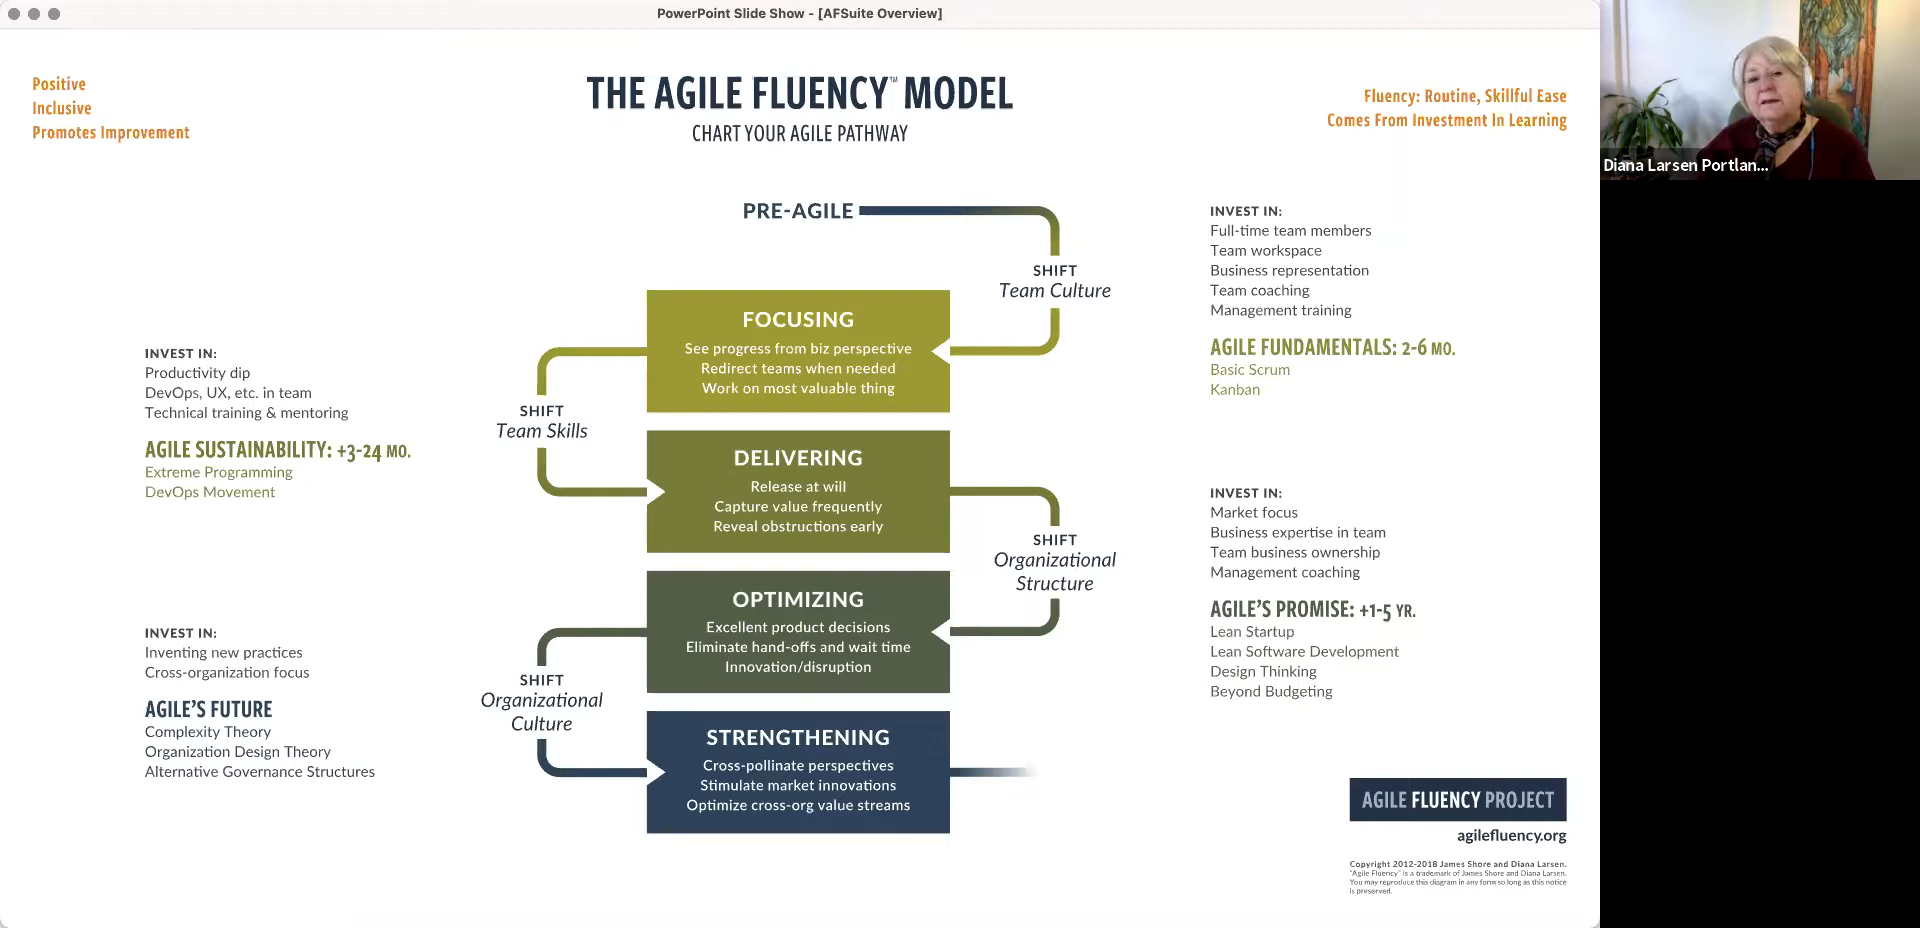 PowerPoint Slide Show - [AFSuite Overview]
Positive
Inclusive
Promotes Improvement
THE AGILE FLUENCY™ MODEL
CHART YOUR AGILE PATHWAY
Fluency: Routine, Skillful Ease
Comes From Investment In Learning
Diana Larsen Portlan...
PRE-AGILE
SHIFT
Team Culture
INVEST IN:
Full-time team members
Team workspace
Business representation
Team coaching
Management training
AGILE FUNDAMENTALS: 2-6 MO.
Basic Scrum
Kanban
FOCUSING
See progress from biz perspective
Redirect teams when needed
Work on most valuable thing
INVEST IN:
Productivity dip
DevOps, UX, etc. in team
Technical training & mentoring
AGILE SUSTAINABILITY: +3-24 MO.
Extreme Programming
DevOps Movement
SHIFT
Team Skills
DELIVERING
Release at will
Capture value frequently
Reveal obstructions early
SHIFT
Organizational
Structure
INVEST IN:
Market focus
Business expertise in team
Team business ownership
Management coaching
AGILE'S PROMISE: +1-5 YR.
Lean Startup
Lean Software Development
Design Thinking
Beyond Budgeting
OPTIMIZING
Excellent product decisions
Eliminate hand-offs and wait time
Innovation/disruption
INVEST IN:
Inventing new practices
Cross-organization focus
AGILE'S FUTURE
Complexity Theory
Organization Design Theory
Alternative Governance Structures
SHIFT
Organizational
Culture
STRENGTHENING
Cross-pollinate perspectives
Stimulate market innovations
Optimize cross-org value streams
AGILE FLUENCY PROJECT
agilefluency.org
Copyright 2012-2018 James Shore and Diana Larsen.
"Agile Fluency" is a trademark of James Shore and Diana Larsen.
You may reproduce this diagram in any form so long as this notice
is preserved.